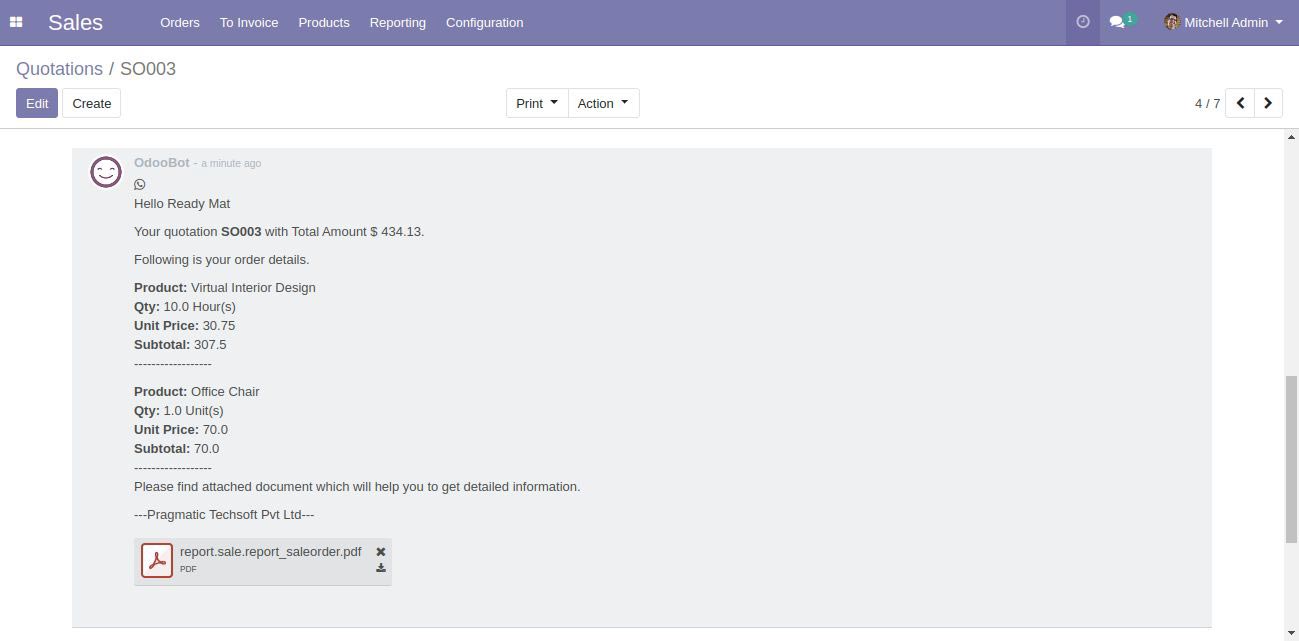 Sales Orders To Invoice Products Reporting Configuration 1 Mitchell Admin
Quotations / SO003
Edit Create Print Action 4 / 7
OdooBot - a minute ago
Hello Ready Mat
Your quotation SO003 with Total Amount $ 434.13.
Following is your order details.
Product: Virtual Interior Design
Qty: 10.0 Hour(s)
Unit Price: 30.75
Subtotal: 307.5
------------------
Product: Office Chair
Qty: 1.0 Unit(s)
Unit Price: 70.0
Subtotal: 70.0
------------------
Please find attached document which will help you to get detailed information.
---Pragmatic Techsoft Pvt Ltd---
report.sale.report_saleorder.pdf
PDF